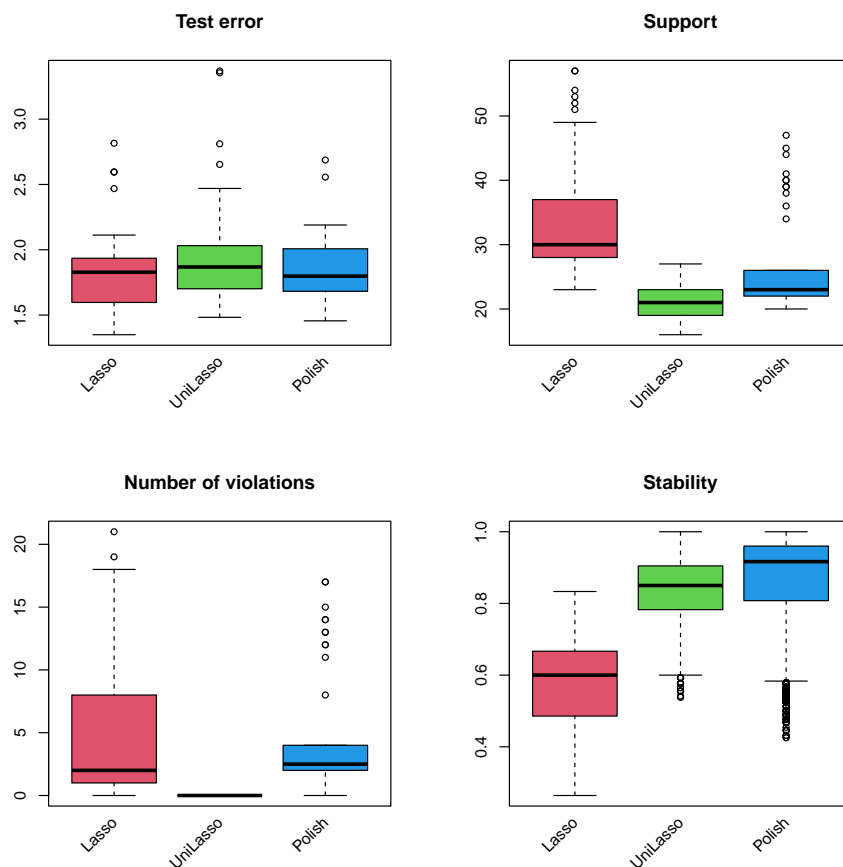 Test error
3.0
2.5
2.0
1.5
Lasso
UniLasso
Polish
Support
50
40
30
20
Lasso
UniLasso
Polish
Number of violations
20
15
10
5
0
Lasso
UniLasso
Polish
Stability
1.0
0.8
0.6
0.4
Lasso
UniLasso
Polish